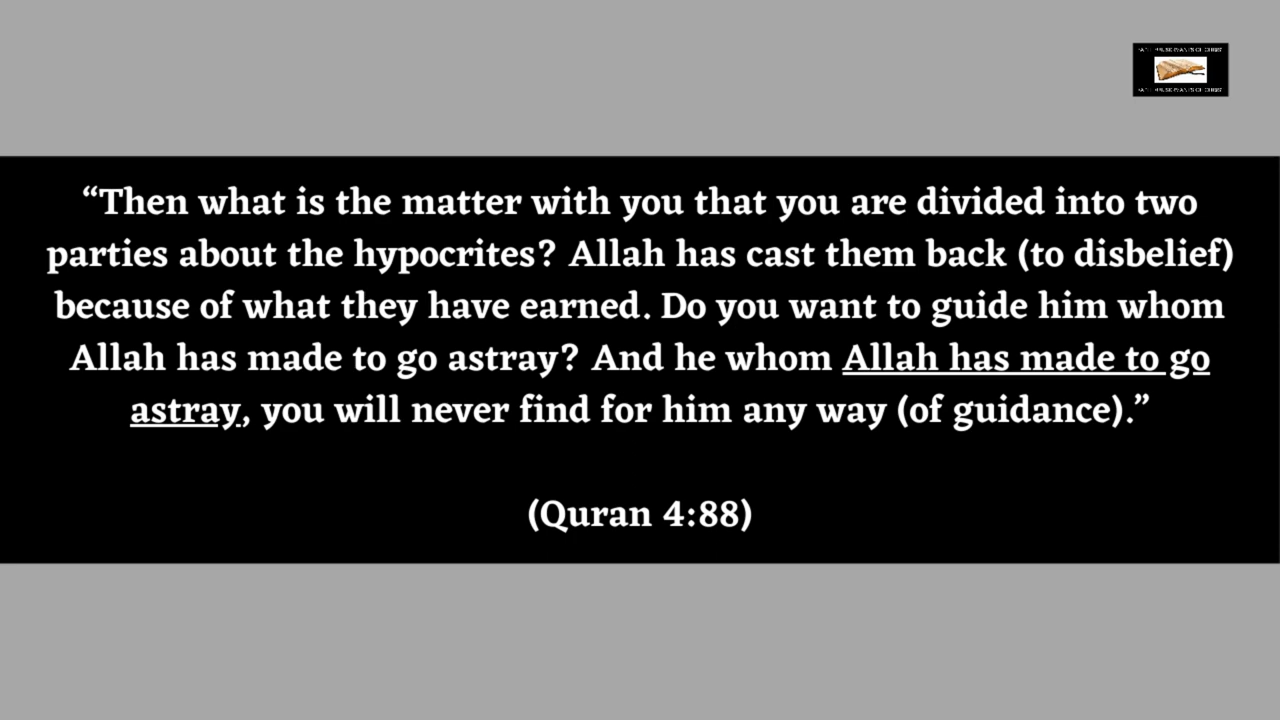 “Then what is the matter with you that you are divided into two
parties about the hypocrites? Allah has cast them back (to disbelief)
because of what they have earned. Do you want to guide him whom
Allah has made to go astray? And he whom Allah has made to go
astray, you will never find for him any way (of guidance).”
(Quran 4:88)